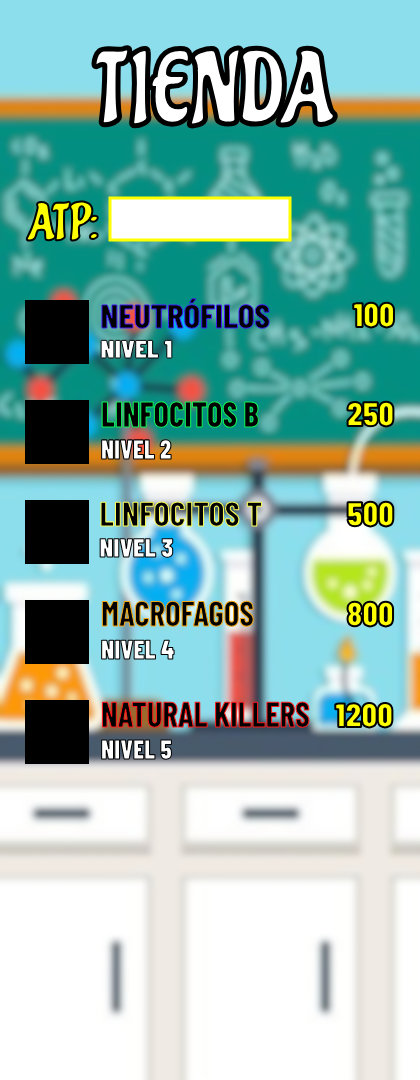 TIENDA
ATP:
NEUTRÓFILOS 100
NIVEL 1
LINFOCITOS B 250
NIVEL 2
LINFOCITOS T 500
NIVEL 3
MACROFAGOS 800
NIVEL 4
NATURAL KILLERS 1200
NIVEL 5